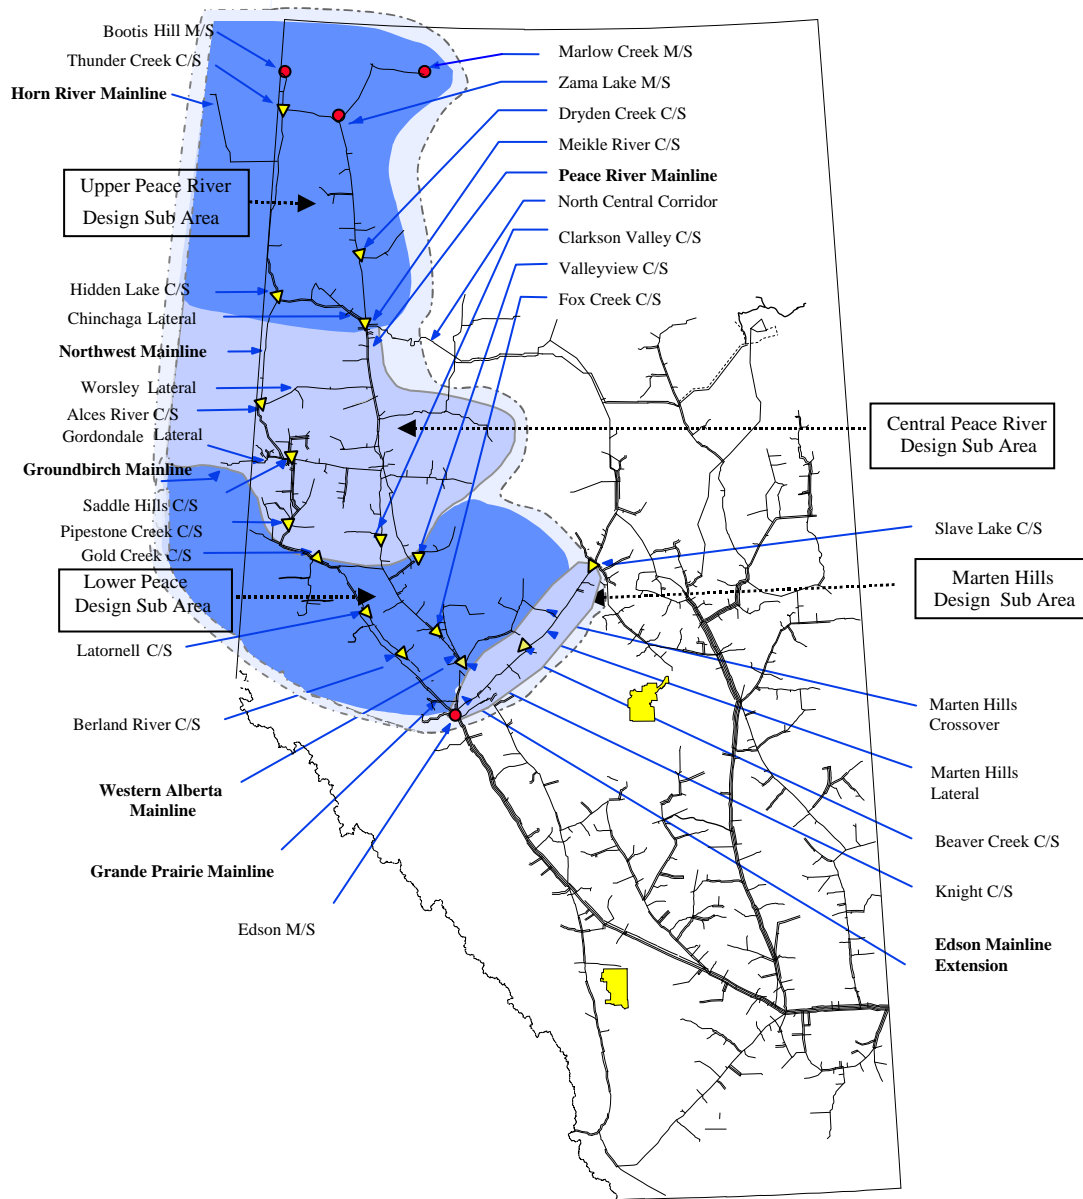 Bootis Hill M/S
Thunder Creek C/S
Horn River Mainline
Upper Peace River
Design Sub Area
Hidden Lake C/S
Chinchaga Lateral
Northwest Mainline
Worsley Lateral
Alces River C/S
Gordondale Lateral
Groundbirch Mainline
Saddle Hills C/S
Pipestone Creek C/S
Gold Creek C/S
Lower Peace
Design Sub Area
Latornell C/S
Berland River C/S
Western Alberta
Mainline
Grande Prairie Mainline
Edson M/S
Marlow Creek M/S
Zama Lake M/S
Dryden Creek C/S
Meikle River C/S
Peace River Mainline
North Central Corridor
Clarkson Valley C/S
Valleyview C/S
Fox Creek C/S
Central Peace River
Design Sub Area
Slave Lake C/S
Marten Hills
Design Sub Area
Marten Hills
Crossover
Marten Hills
Lateral
Beaver Creek C/S
Knight C/S
Edson Mainline
Extension